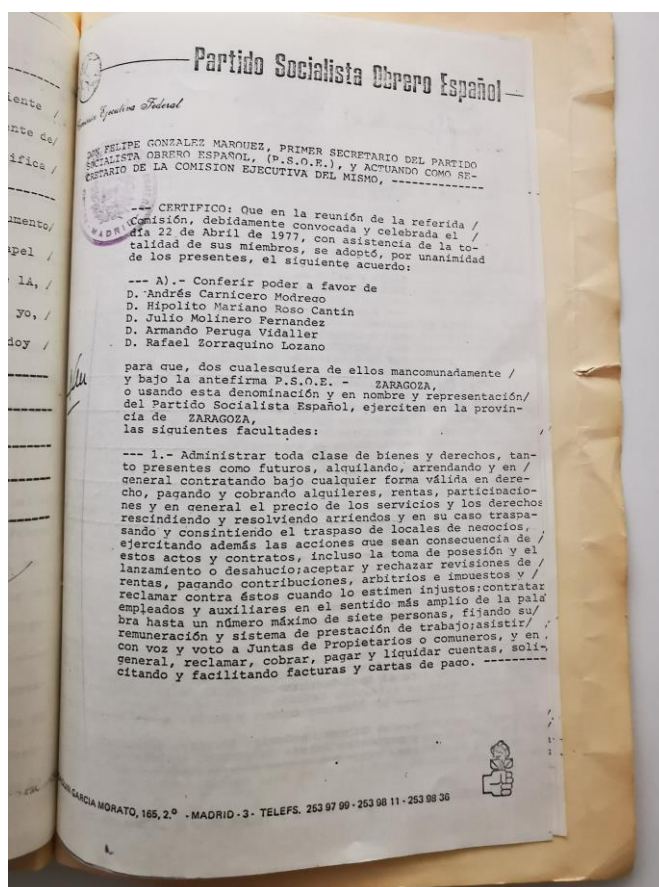 Partido Socialista Obrero Español
Comisión Ejecutiva Federal
DON FELIPE GONZALEZ MARQUEZ, PRIMER SECRETARIO DEL PARTIDO
SOCIALISTA OBRERO ESPAÑOL, (P.S.O.E.), y ACTUANDO COMO SE-
CRETARIO DE LA COMISION EJECUTIVA DEL MISMO, -------------
MADRID
--- CERTIFICO: Que en la reunión de la referida /
Comisión, debidamente convocada y celebrada el /
día 22 de Abril de 1977, con asistencia de la to-
talidad de sus miembros, se adoptó, por unanimidad
de los presentes, el siguiente acuerdo:
--- A).- Conferir poder a favor de
D. Andrés Carnicero Modrego
D. Hipolito Mariano Roso Cantin
D. Julio Molinero Fernandez
D. Armando Peruga Vidaller
D. Rafael Zorraquino Lozano
para que, dos cualesquiera de ellos mancomunadamente /
y bajo la antefirma P.S.O.E. - ZARAGOZA,
o usando esta denominación y en nombre y representación/
del Partido Socialista Español, ejerciten en la provin-
cia de ZARAGOZA,
las siguientes facultades:
--- 1.- Administrar toda clase de bienes y derechos, tan-
to presentes como futuros, alquilando, arrendando y en /
general contratando bajo cualquier forma válida en dere-
cho, pagando y cobrando alquileres, rentas, participacio-
nes y en general el precio de los servicios y los derechos
rescindiendo y resolviendo arriendos y en su caso traspa-
sando y consintiendo el traspaso de locales de negocios,
ejercitando además las acciones que sean consecuencia de /
estos actos y contratos, incluso la toma de posesión y el
lanzamiento o desahucio;aceptar y rechazar revisiones de /
rentas, pagando contribuciones, arbitrios e impuestos y /
reclamar contra éstos cuando lo estimen injustos;contratar
empleados y auxiliares en el sentido más amplio de la pala
bra hasta un número máximo de siete personas, fijando su/
remuneración y sistema de prestación de trabajo;asistir/
con voz y voto a Juntas de Propietarios o comuneros, y en
general, reclamar, cobrar, pagar y liquidar cuentas, soli-
citando y facilitando facturas y cartas de pago. ---------
GARCIA MORATO, 165, 2.º - MADRID - 3 - TELEFS. 253 97 99 - 253 98 11 - 253 98 36
iente /
nte de/
ifica /
umento/
apel /
1A, /
yo, /
doy /